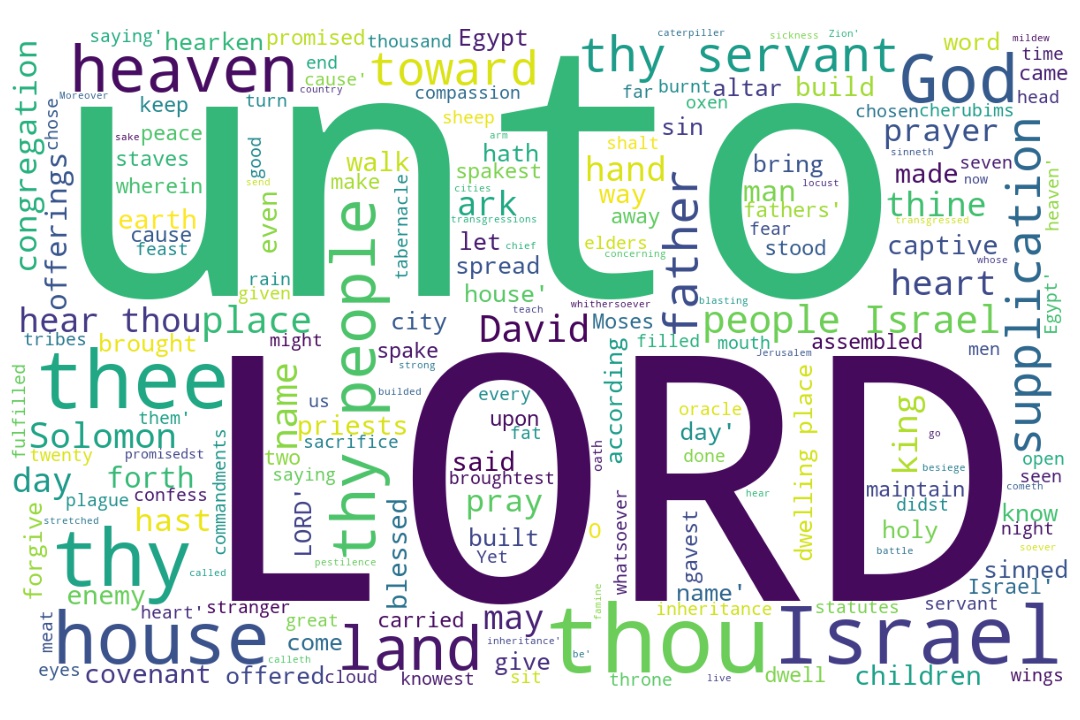 saying' hearken promised thousand Egypt caterpiller sickness Zion' mildew
heaven toward thy servant God word time
end cause' country compassion far burnt altar build came
congregation Moreover keep turn oxen chosen cherubims head
chose unto sheep arm sin prayer
sake peace good walk hath shalt sinneth
staves make spakest hand bring locust made seven now
wherein send cities ark way man thine
offerings earth even tabernacle transgressions away father fathers' transgressed supplication heaven'
cause feast let chief elders fear captive
rain spread concerning stood whose
given house' heart
hear thou place thy people teach whithersoever blasting Egypt'
city David Moses people Israel
tribes brought might spake according filled mouth Jerusalem assembled men
fulfilled thee LORD strong
name us builded every dwelling place king
them' priests upon oracle
Solomon sacrifice fat day' go
twenty promisedst two said oath done besiege open
day forth commandments saying broughtest hear seen
plague confess pray maintain cometh
forgive hast LORD' blessed whatsoever gavest didst know
stretched built O holy night
thy Yet battle soever
called pestilence sinned
enemy famine name' Israel'
heart' stranger may inheritance statutes servant
meat house great carried thou Israel
come land inheritance' be'
eyes calleth give
covenant offered cloud knowest sit throne live dwell children wings